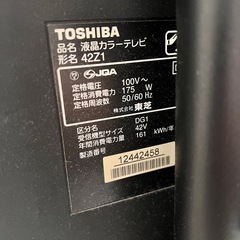 TOSHIBA
品名 液晶カラーテレビ
形名 42Z1
JQA
定格電圧 100V～
定格消費電力 175 W
定格周波数 50/60 Hz
株式会社 東芝
区分名 DG1
受信機型サイズ 42V
年間消費電力量 161 kWh/年
製造番号
12442458